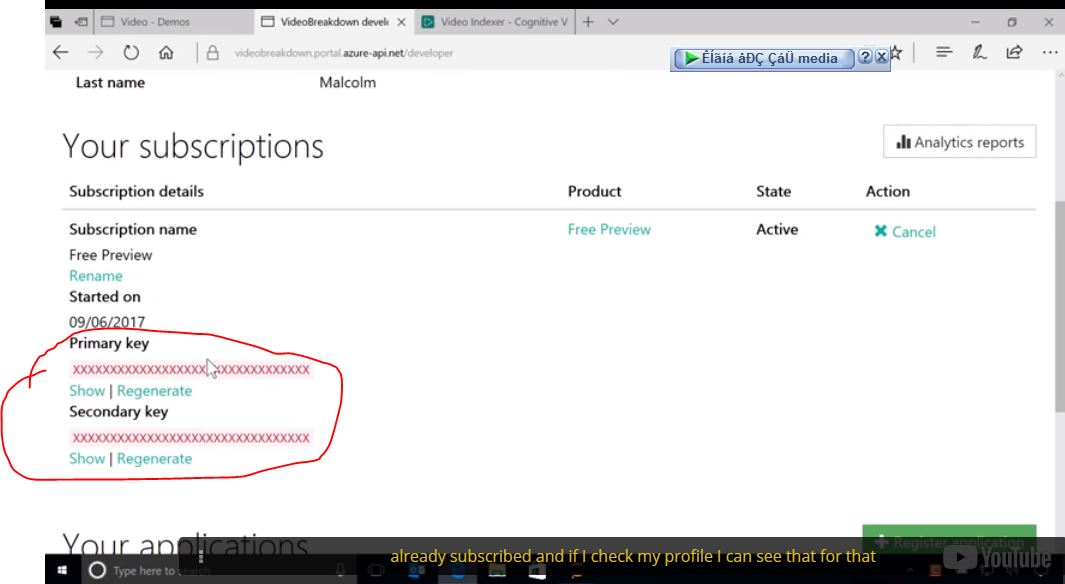 Video - Demos
VideoBreakdown devel
Video Indexer - Cognitive V
videobreakdown.portal.azure-api.net/developer
ÊÍãíá åÐÇ ÇáÜ media
?
X
Last name
Malcolm
Your subscriptions
Analytics reports
Subscription details
Product
State
Action
Subscription name
Free Preview
Active
Cancel
Free Preview
Rename
Started on
09/06/2017
Primary key
XXXXXXXXXXXXXXXXXXXXXXXXXXXXXXXX
Show | Regenerate
Secondary key
XXXXXXXXXXXXXXXXXXXXXXXXXXXXXXXX
Show | Regenerate
Your applications
Register application
already subscribed and if I check my profile I can see that for that
YouTube
Type here to search